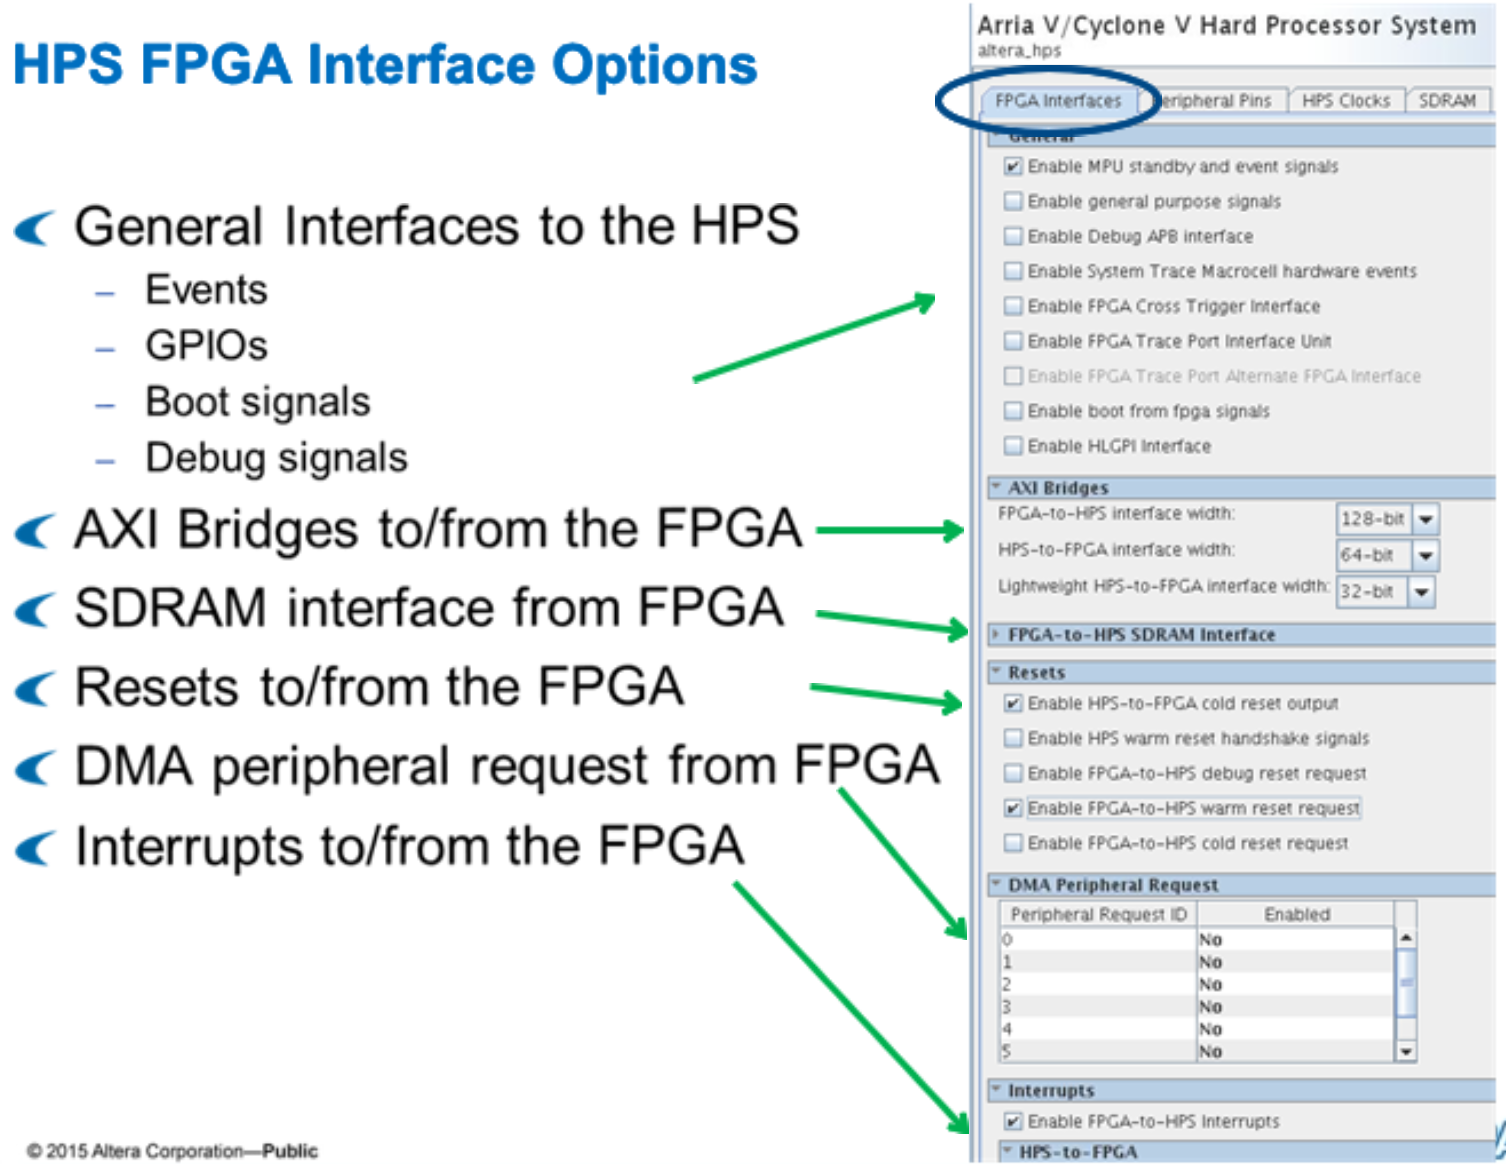 HPS FPGA Interface Options
General Interfaces to the HPS
– Events
– GPIOs
– Boot signals
– Debug signals
AXI Bridges to/from the FPGA
SDRAM interface from FPGA
Resets to/from the FPGA
DMA peripheral request from FPGA
Interrupts to/from the FPGA
© 2015 Altera Corporation—Public
Arria V/Cyclone V Hard Processor System
altera_hps
FPGA Interfaces Peripheral Pins HPS Clocks SDRAM
General
Enable MPU standby and event signals
Enable general purpose signals
Enable Debug APB interface
Enable System Trace Macrocell hardware events
Enable FPGA Cross Trigger Interface
Enable FPGA Trace Port Interface Unit
Enable FPGA Trace Port Alternate FPGA Interface
Enable boot from fpga signals
Enable HLGPI Interface
AXI Bridges
FPGA-to-HPS interface width: 128-bit
HPS-to-FPGA interface width: 64-bit
Lightweight HPS-to-FPGA interface width: 32-bit
FPGA-to-HPS SDRAM Interface
Resets
Enable HPS-to-FPGA cold reset output
Enable HPS warm reset handshake signals
Enable FPGA-to-HPS debug reset request
Enable FPGA-to-HPS warm reset request
Enable FPGA-to-HPS cold reset request
DMA Peripheral Request
Peripheral Request ID Enabled
0 No
1 No
2 No
3 No
4 No
5 No
Interrupts
Enable FPGA-to-HPS Interrupts
HPS-to-FPGA